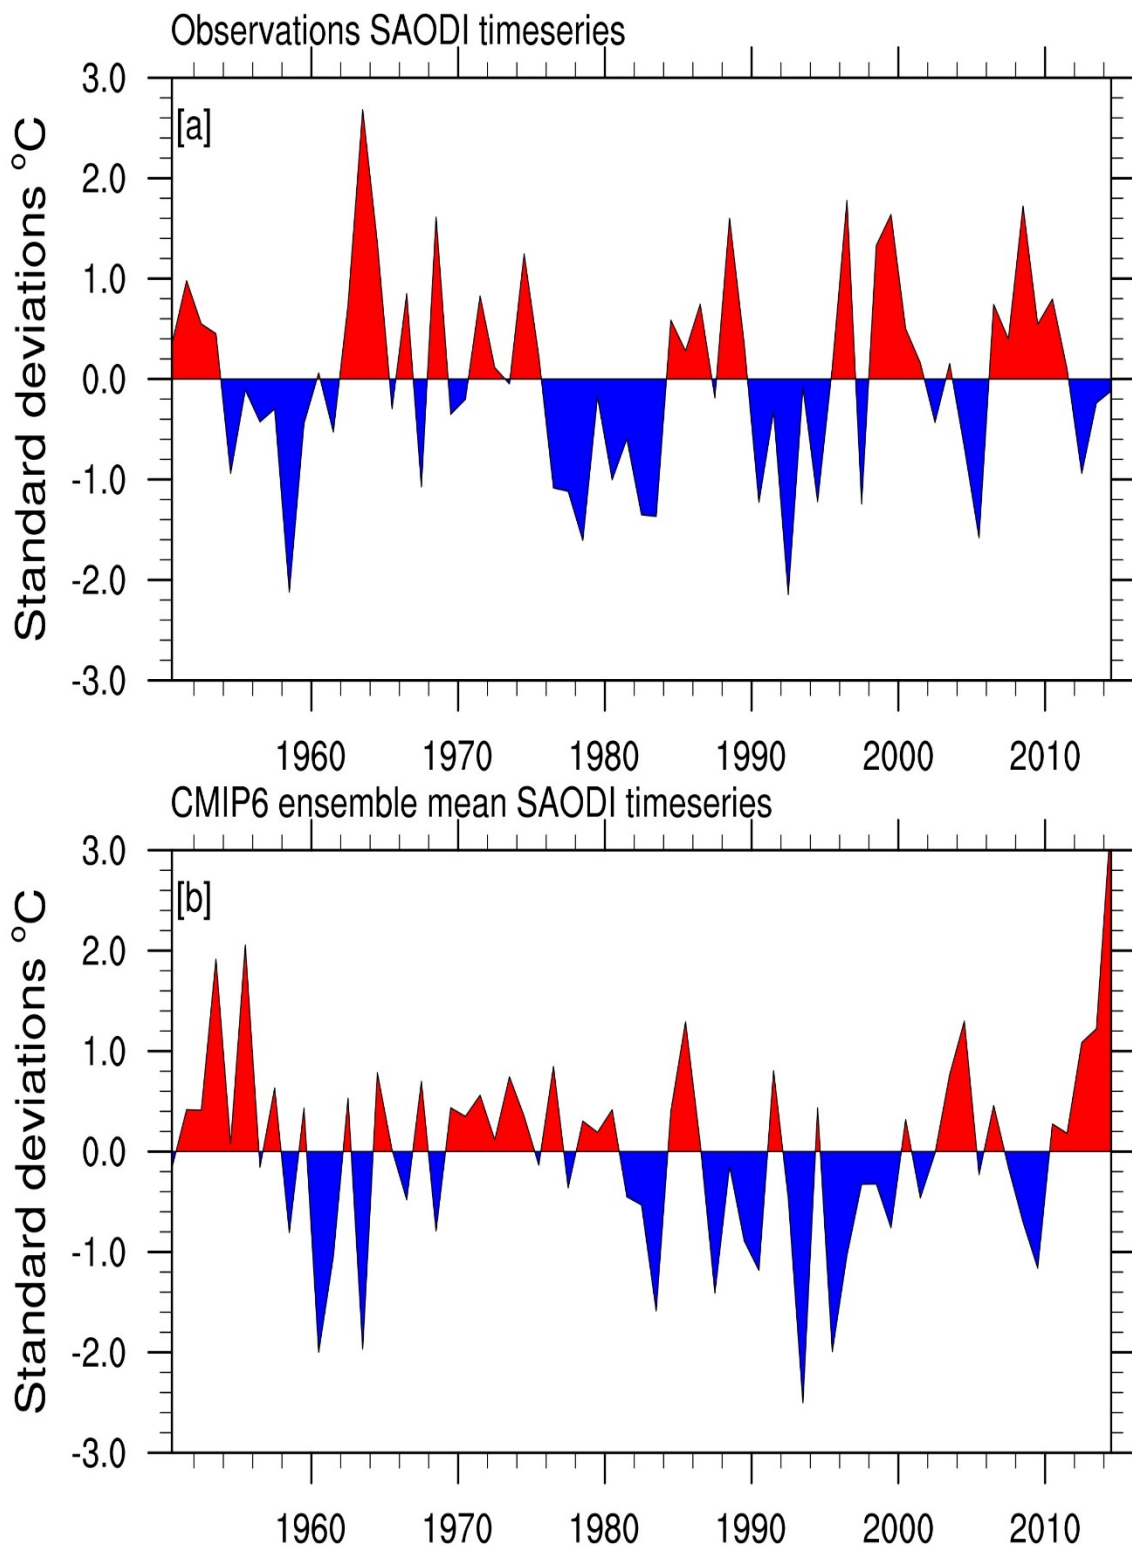 Observations SAODI timeseries
[a]
Standard deviations °C
3.0
2.0
1.0
0.0
-1.0
-2.0
-3.0
1960 1970 1980 1990 2000 2010
CMIP6 ensemble mean SAODI timeseries
[b]
Standard deviations °C
3.0
2.0
1.0
0.0
-1.0
-2.0
-3.0
1960 1970 1980 1990 2000 2010